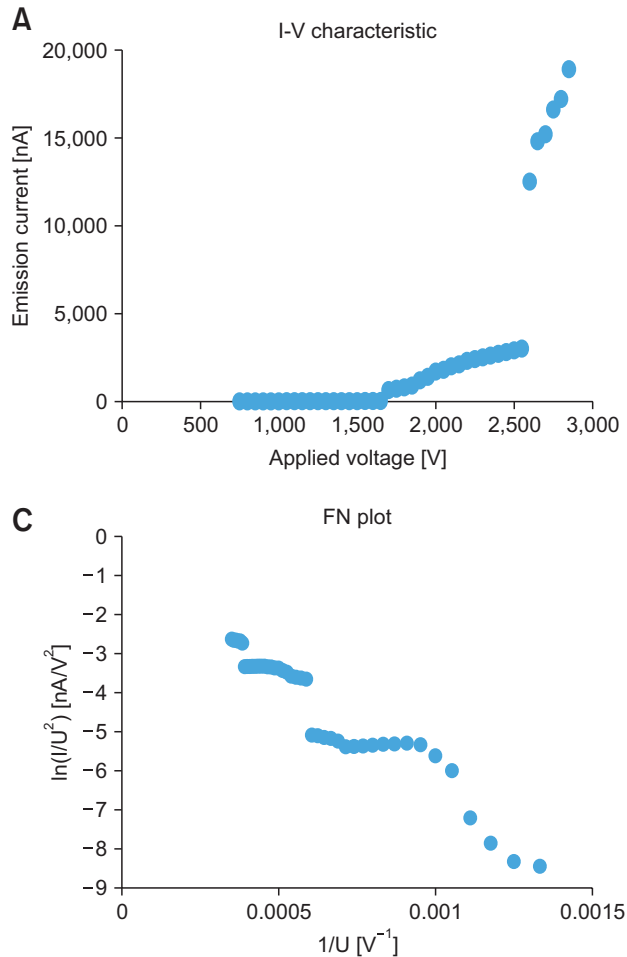 A
I-V characteristic
Emission current [nA]
20,000
15,000
10,000
5,000
0
0 500 1,000 1,500 2,000 2,500 3,000
Applied voltage [V]
C
FN plot
ln(I/U²) [nA/V²]
0
−1
−2
−3
−4
−5
−6
−7
−8
−9
0 0.0005 0.001 0.0015
1/U [V⁻¹]